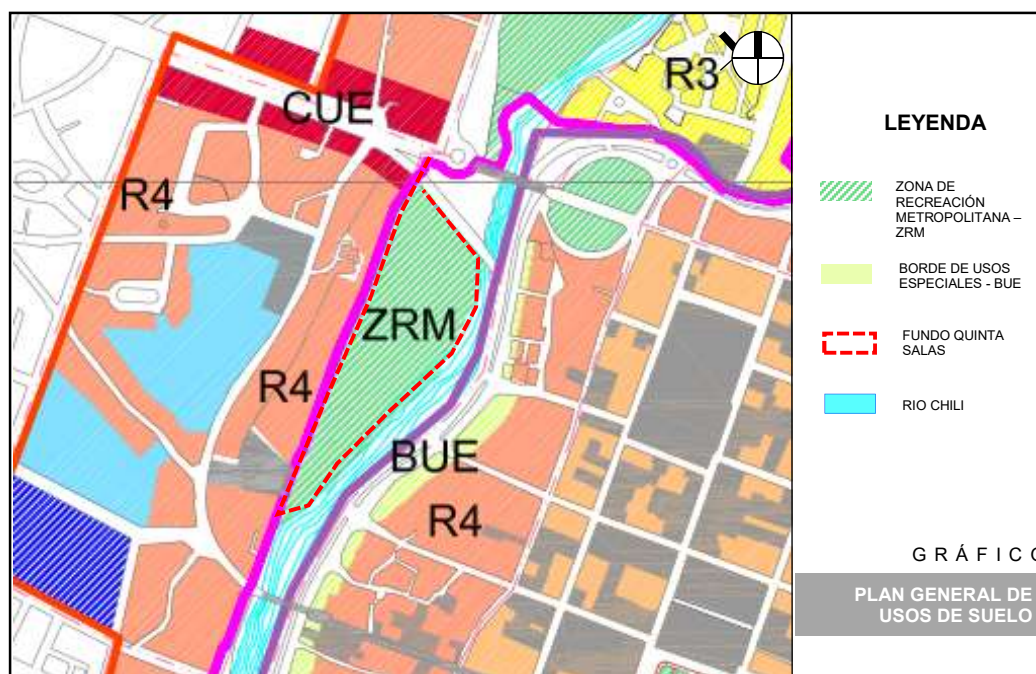 R3
CUE
R4
ZRM
R4
BUE
R4
LEYENDA
ZONA DE
RECREACIÓN
METROPOLITANA –
ZRM
BORDE DE USOS
ESPECIALES - BUE
FUNDO QUINTA
SALAS
RIO CHILI
GRÁFICO
PLAN GENERAL DE
USOS DE SUELO